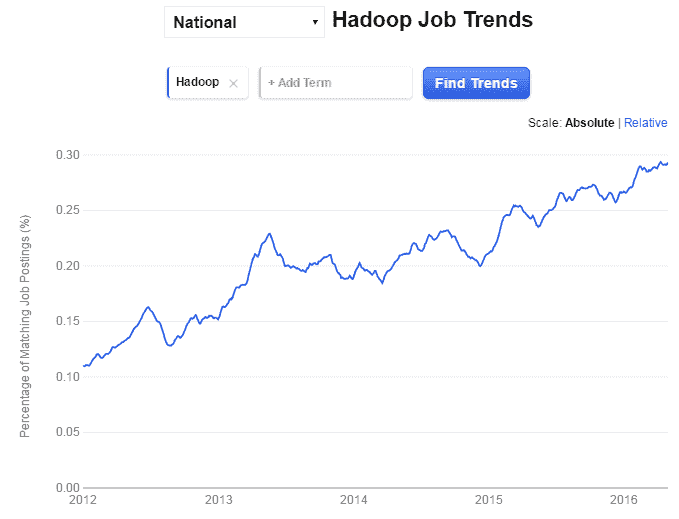 National Hadoop Job Trends
Hadoop + Add Term Find Trends
Scale: Absolute | Relative
Percentage of Matching Job Postings (%)
0.30
0.25
0.20
0.15
0.10
0.05
0.00
2012 2013 2014 2015 2016